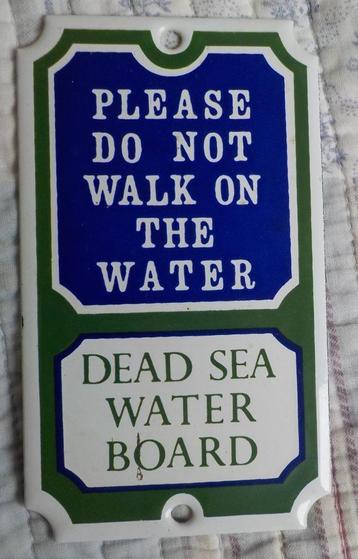 PLEASE
DO NOT
WALK ON
THE
WATER
DEAD SEA
WATER
BOARD